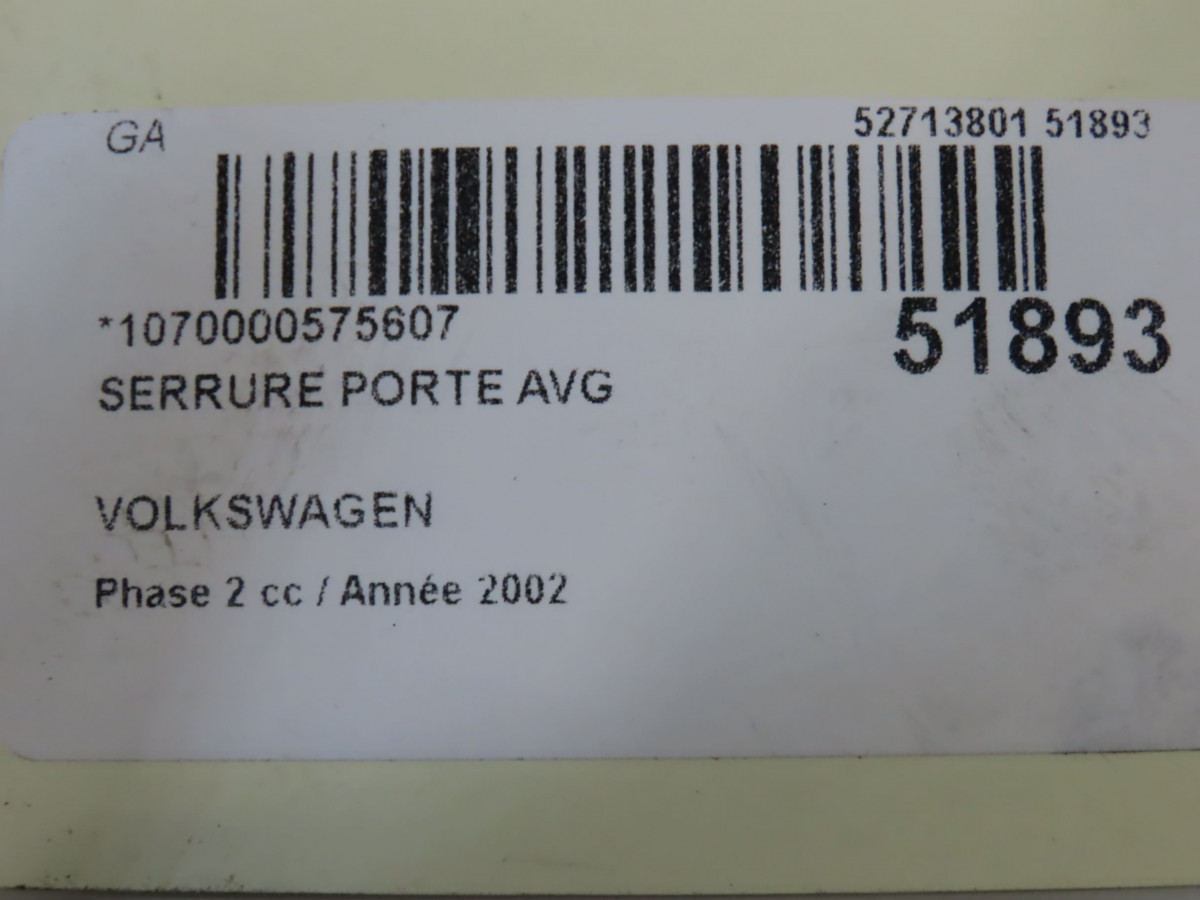 GA
52713801 51893
*1070000575607
51893
SERRURE PORTE AVG
VOLKSWAGEN
Phase 2 cc / Année 2002